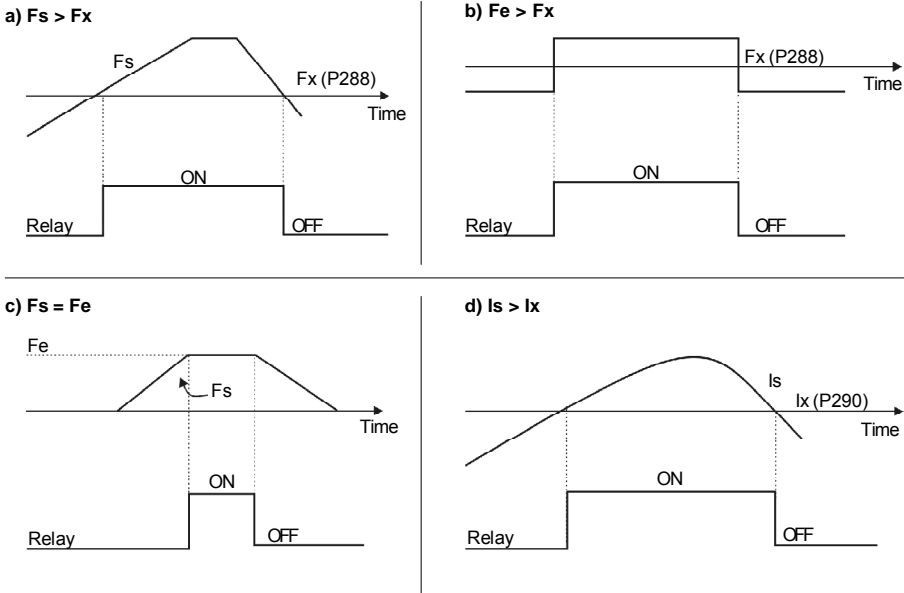 a) Fs > Fx
Fs
Fx (P288)
Time
ON
Relay
OFF
b) Fe > Fx
Fx (P288)
Time
ON
Relay
OFF
c) Fs = Fe
Fe
Fs
Time
ON
Relay
OFF
d) Is > Ix
Is
Ix (P290)
Time
ON
Relay
OFF